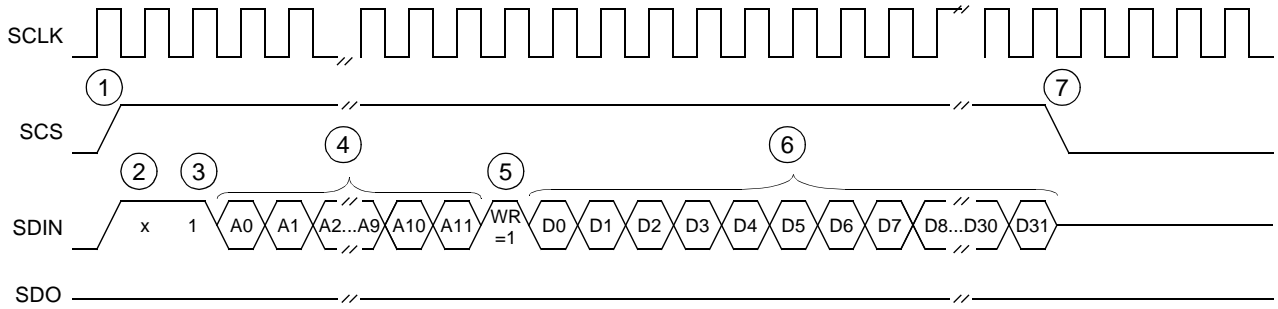 SCLK
1
7
SCS
2
3
4
5
6
SDIN
x
1
A0
A1
A2...A9
A10
A11
WR
=1
D0
D1
D2
D3
D4
D5
D6
D7
D8...D30
D31
SDO